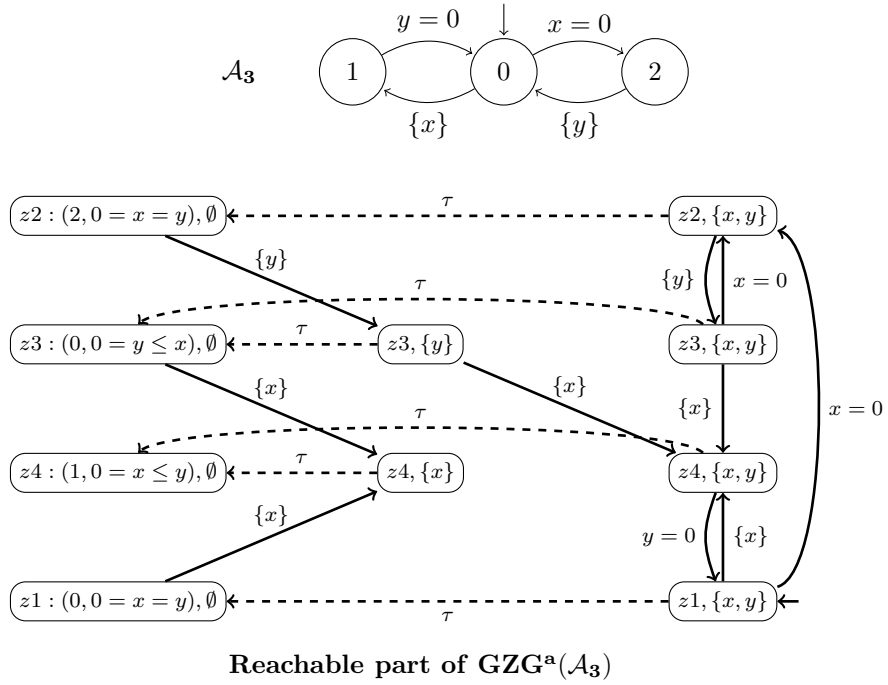 y = 0 x = 0
A₃ 1 0 2
{x} {y}
z2 : (2, 0 = x = y), ∅ τ z2, {x, y}
{y} {y} x = 0
τ
z3 : (0, 0 = y ≤ x), ∅ τ z3, {y} z3, {x, y}
{x} {x} {x} x = 0
τ
z4 : (1, 0 = x ≤ y), ∅ τ z4, {x} z4, {x, y}
{x} y = 0 {x}
z1 : (0, 0 = x = y), ∅ τ z1, {x, y}
Reachable part of GZGᵃ(A₃)